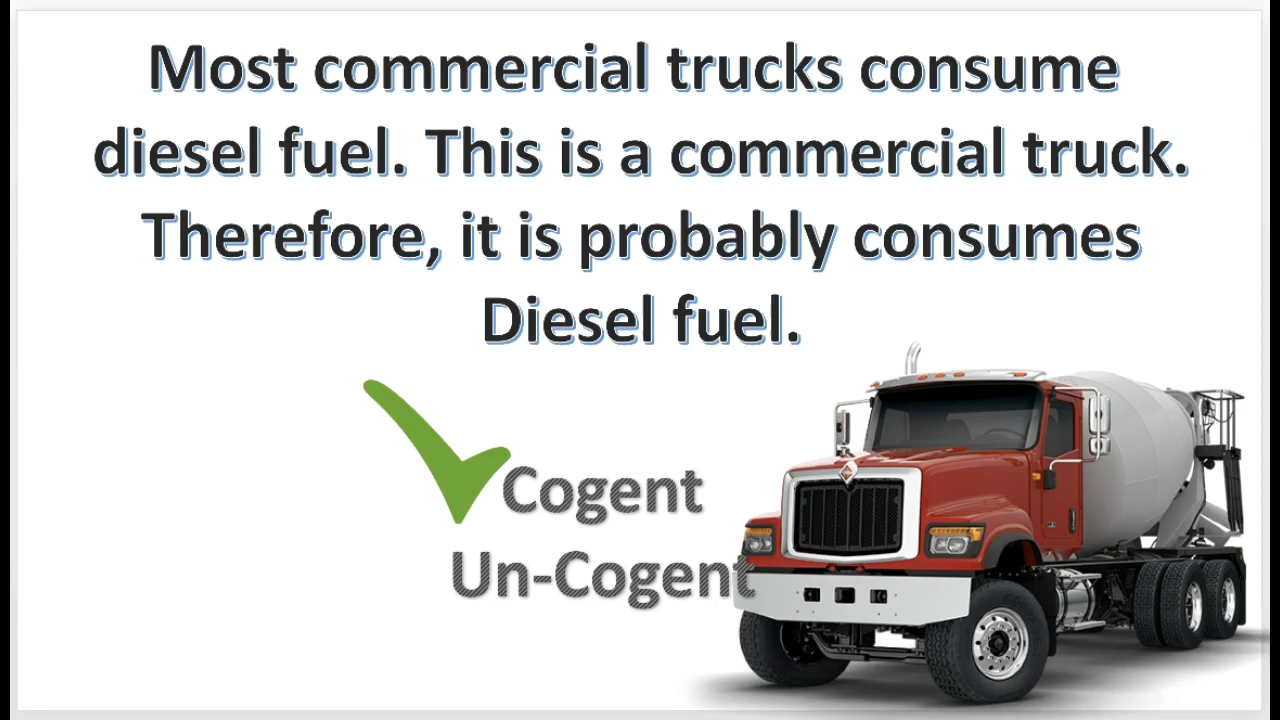 Most commercial trucks consume
diesel fuel. This is a commercial truck.
Therefore, it is probably consumes
Diesel fuel.
Cogent
Un-Cogent